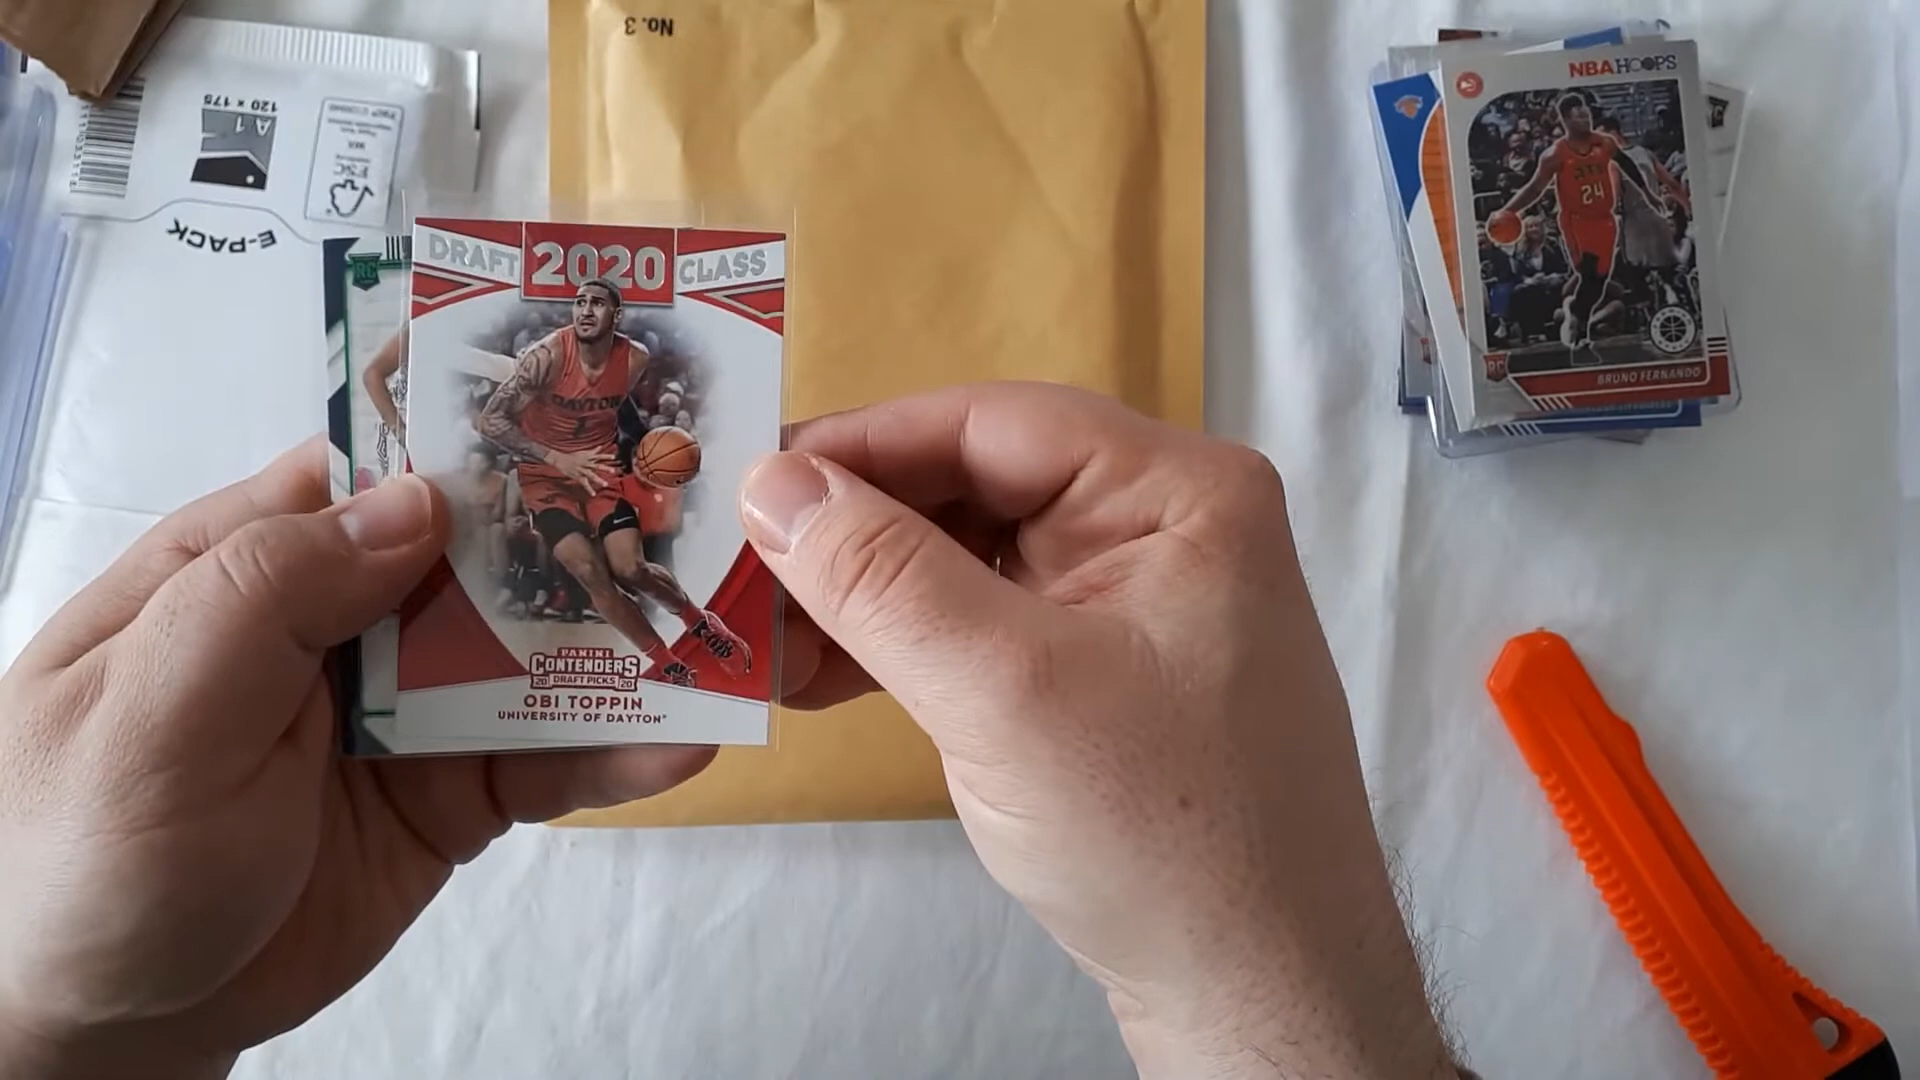 No.3
120 x 175
A 1
E-PACK
RC
DRAFT 2020 CLASS
DAYTON
1
PANINI
CONTENDERS
20 DRAFT PICKS 20
OBI TOPPIN
UNIVERSITY OF DAYTON
NBA HOOPS
24
RC
BRUNO FERNANDO